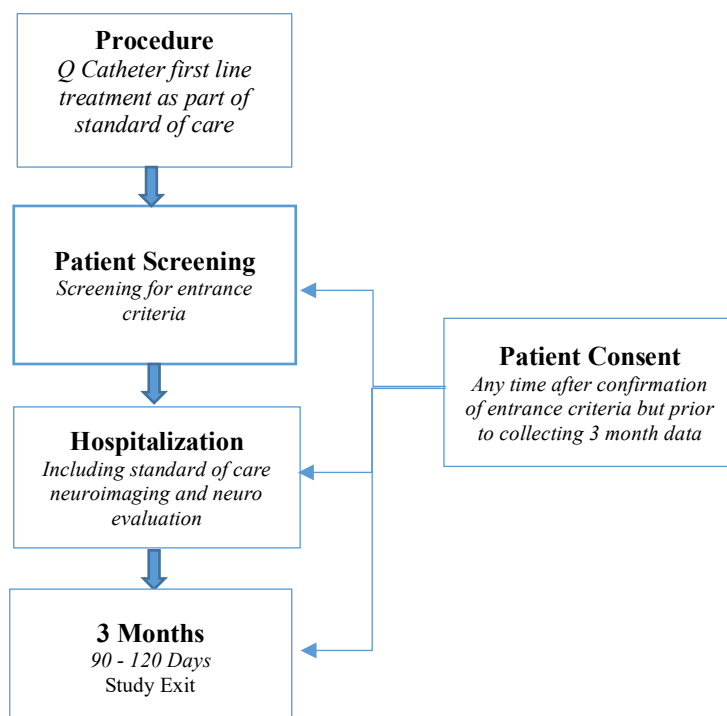 Procedure
Q Catheter first line
treatment as part of
standard of care
Patient Screening
Screening for entrance
criteria
Patient Consent
Any time after confirmation
of entrance criteria but prior
to collecting 3 month data
Hospitalization
Including standard of care
neuroimaging and neuro
evaluation
3 Months
90 - 120 Days
Study Exit